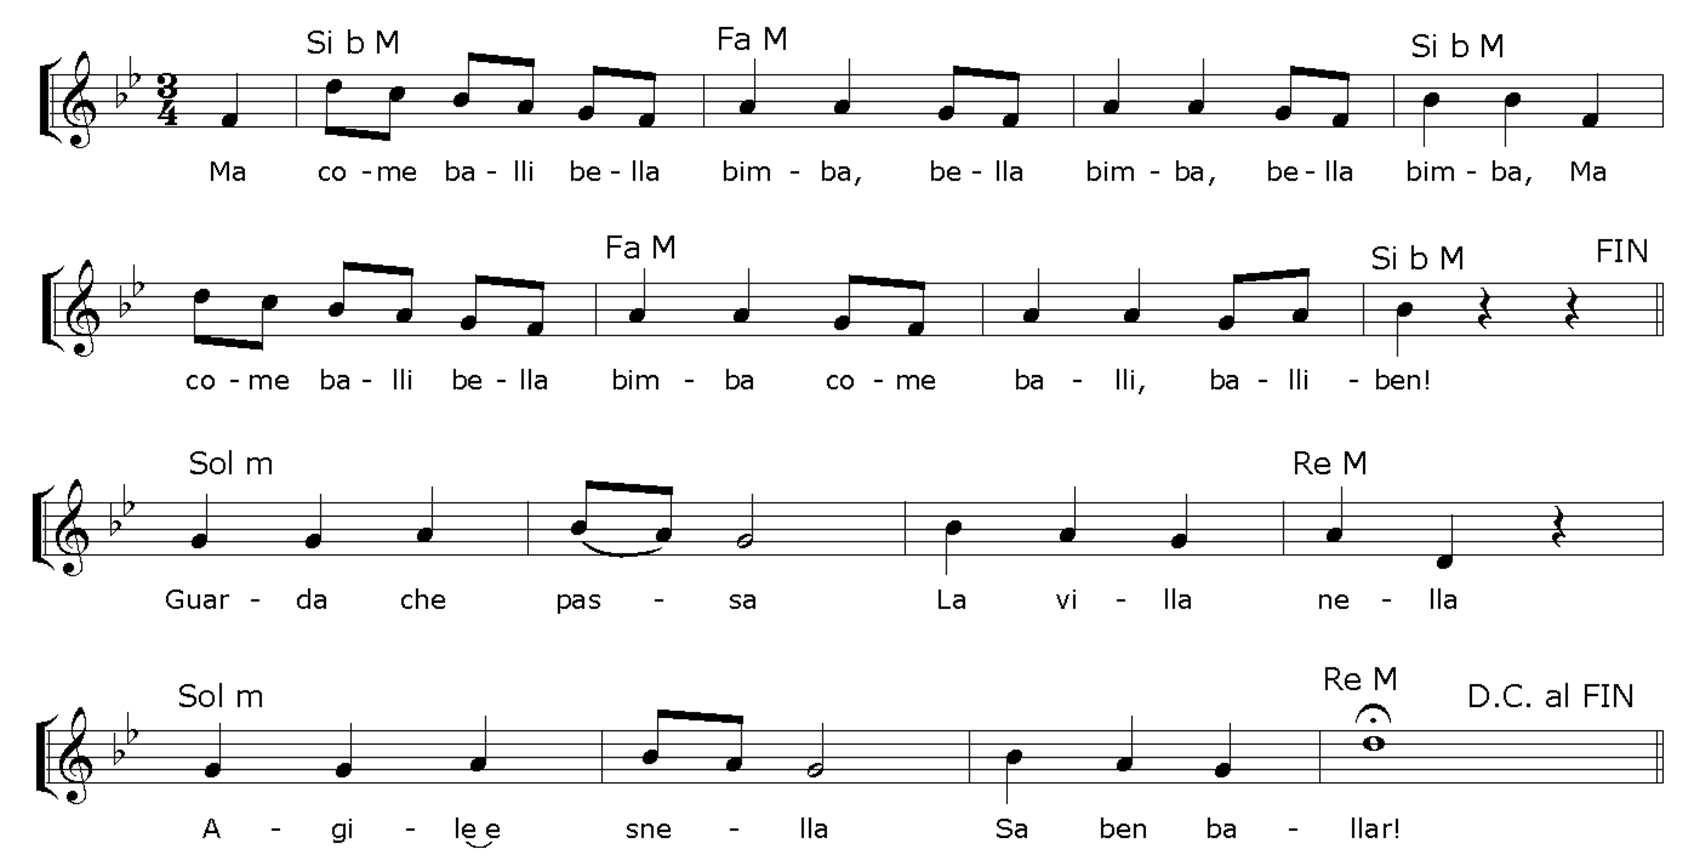 Si b M Fa M Si b M
3
4
Ma co -me ba - lli be - lla bim - ba, be - lla bim - ba, be - lla bim - ba, Ma
Fa M Si b M FIN
co - me ba - lli be - lla bim - ba co - me ba - lli, ba - lli - ben!
Sol m Re M
Guar - da che pas - sa La vi - lla ne - lla
Sol m Re M D.C. al FIN
A - gi - le e sne - lla Sa ben ba - llar!